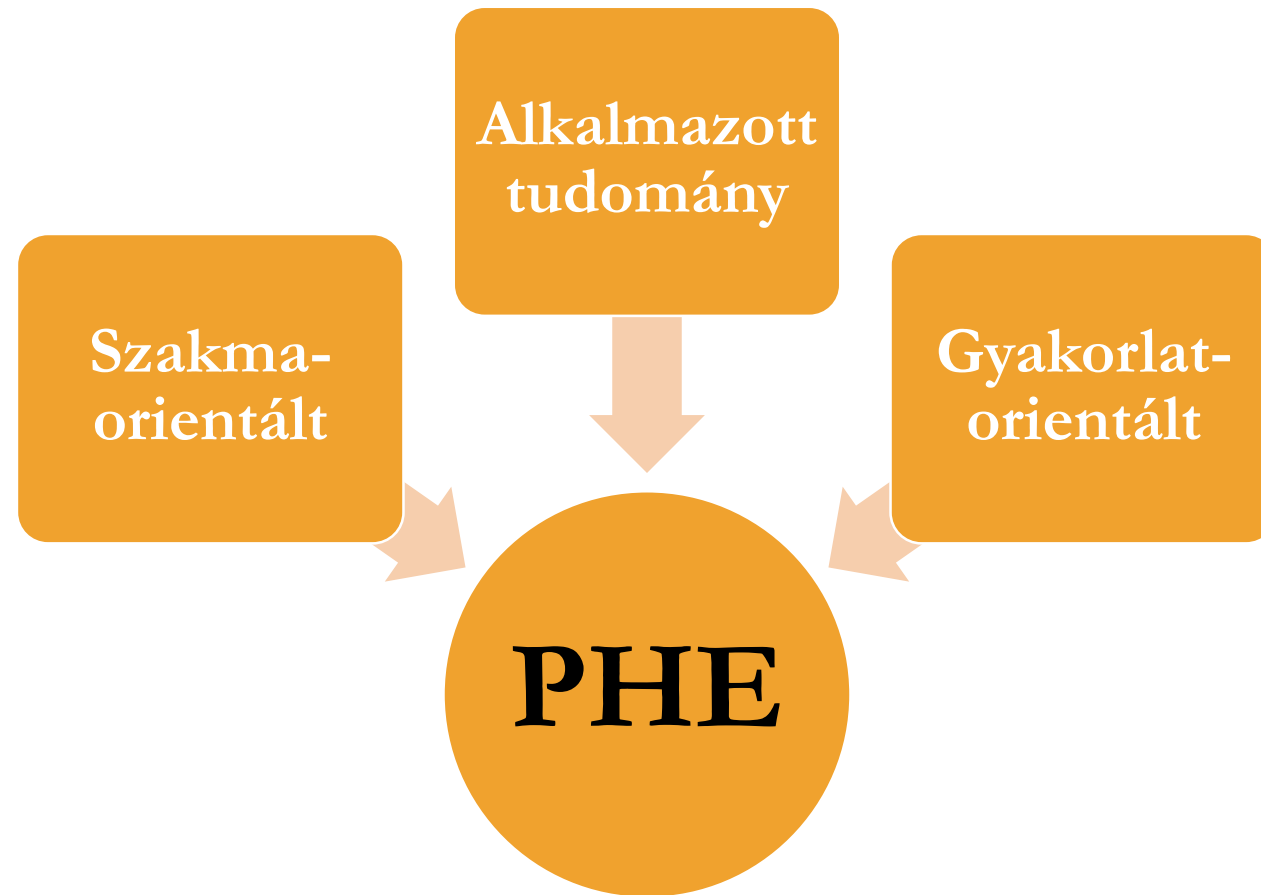 Alkalmazott
tudomány
Szakma-
orientált
Gyakorlat-
orientált
PHE